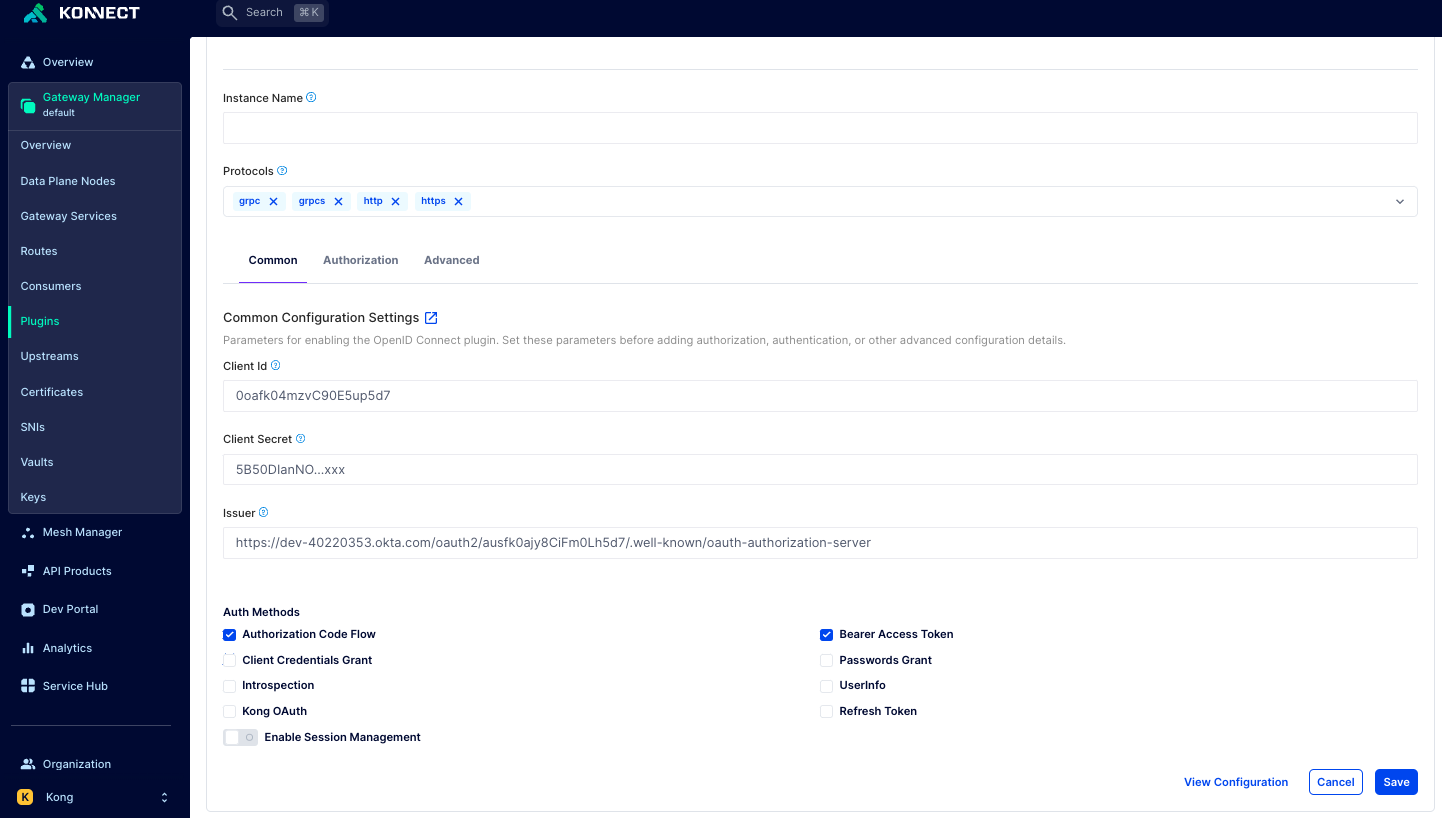 KONNECT
Search ⌘ K
Overview
Gateway Manager
default
Overview
Data Plane Nodes
Gateway Services
Routes
Consumers
Plugins
Upstreams
Certificates
SNIs
Vaults
Keys
Mesh Manager
API Products
Dev Portal
Analytics
Service Hub
Organization
K Kong
Instance Name
Protocols
grpc grpcs http https
Common Authorization Advanced
Common Configuration Settings
Parameters for enabling the OpenID Connect plugin. Set these parameters before adding authorization, authentication, or other advanced configuration details.
Client Id
0oafk04mzvC90E5up5d7
Client Secret
5B50DIanNO...xxx
Issuer
https://dev-40220353.okta.com/oauth2/ausfk0ajy8CiFm0Lh5d7/.well-known/oauth-authorization-server
Auth Methods
Authorization Code Flow Bearer Access Token
Client Credentials Grant Passwords Grant
Introspection UserInfo
Kong OAuth Refresh Token
Enable Session Management
View Configuration Cancel Save